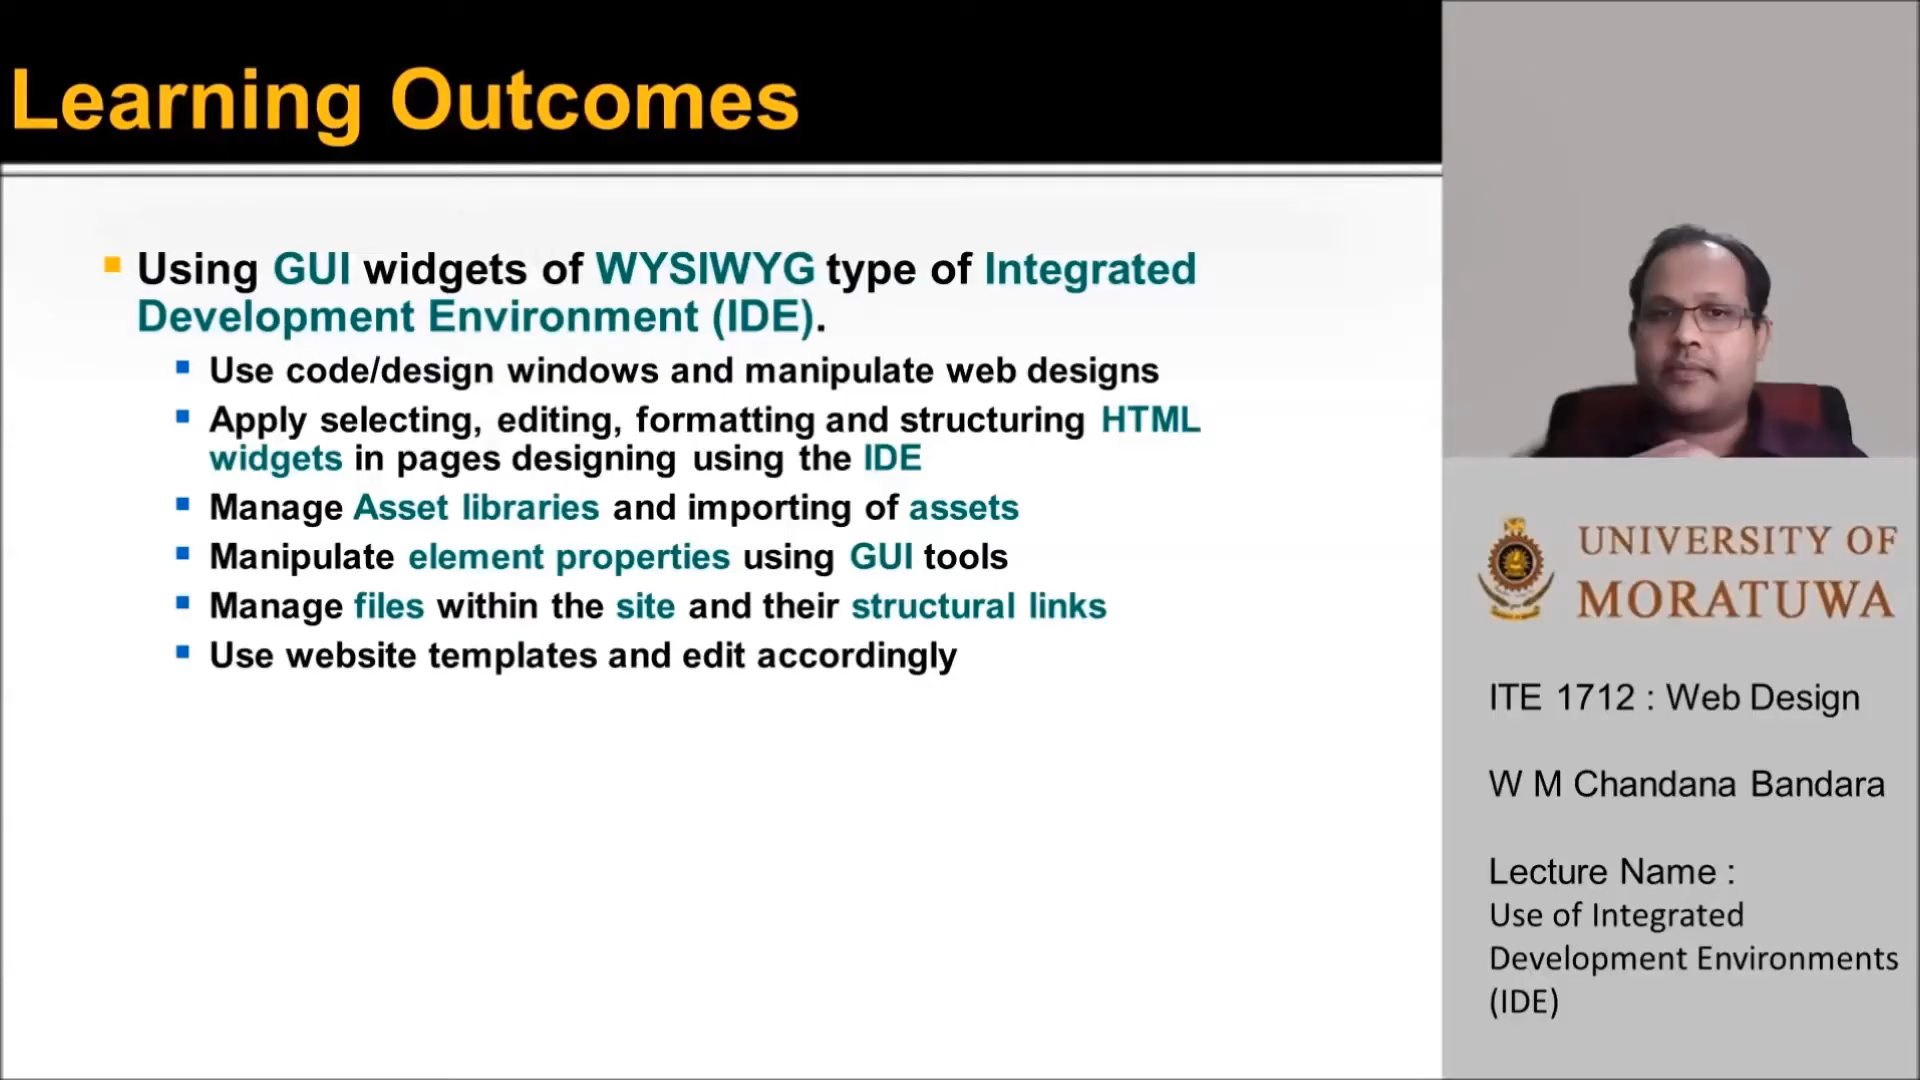 Learning Outcomes
Using GUI widgets of WYSIWYG type of Integrated
Development Environment (IDE).
Use code/design windows and manipulate web designs
Apply selecting, editing, formatting and structuring HTML
widgets in pages designing using the IDE
Manage Asset libraries and importing of assets
Manipulate element properties using GUI tools
Manage files within the site and their structural links
Use website templates and edit accordingly
UNIVERSITY OF
MORATUWA
ITE 1712 : Web Design
W M Chandana Bandara
Lecture Name :
Use of Integrated
Development Environments
(IDE)